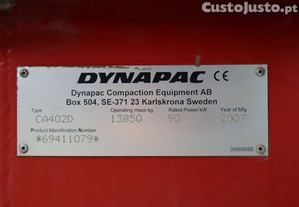 CustoJusto.pt
DYNAPAC CE
Dynapac Compaction Equipment AB
Box 504, SE-371 23 Karlskrona Sweden
Type Operating mass kg Rated Power kW Year of Mfg
CA402D 13850 90 2007
Product Identification Number
*69411079*